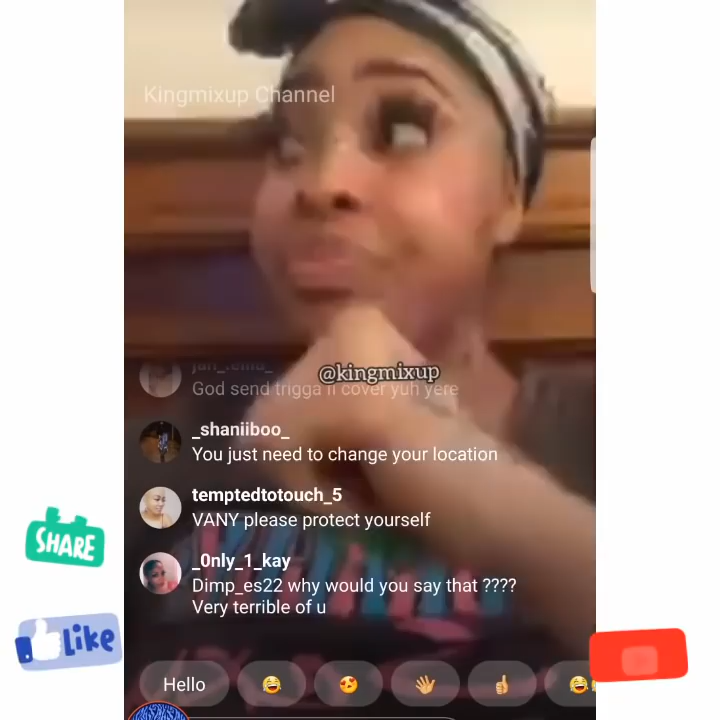 Kingmixup Channel
@kingmixup
God send trigga fi cover yuh yere
_shaniiboo_
You just need to change your location
temptedtotouch_5
VANY please protect yourself
_0nly_1_kay
Dimp_es22 why would you say that ????
Very terrible of u
SHARE
Like
Hello